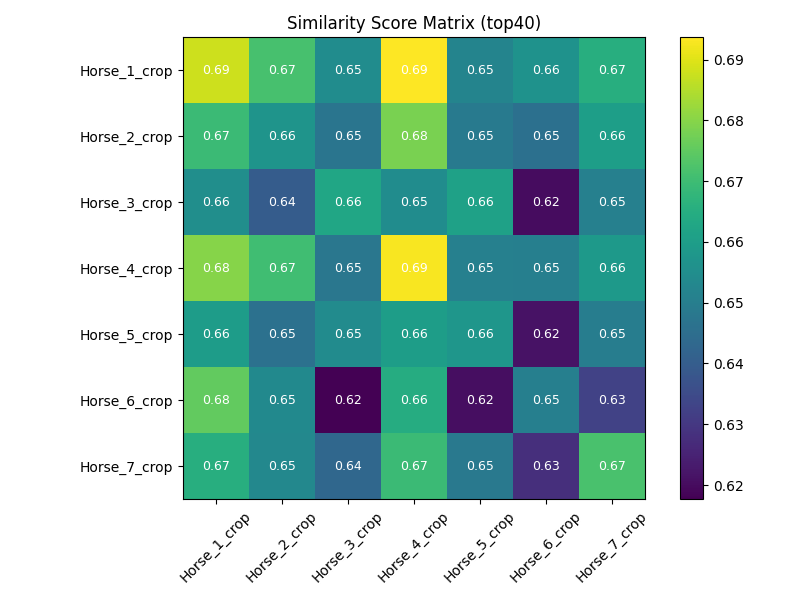 Similarity Score Matrix (top40)
Horse_1_crop 0.69 0.67 0.65 0.69 0.65 0.66 0.67
Horse_2_crop 0.67 0.66 0.65 0.68 0.65 0.65 0.66
Horse_3_crop 0.66 0.64 0.66 0.65 0.66 0.62 0.65
Horse_4_crop 0.68 0.67 0.65 0.69 0.65 0.65 0.66
Horse_5_crop 0.66 0.65 0.65 0.66 0.66 0.62 0.65
Horse_6_crop 0.68 0.65 0.62 0.66 0.62 0.65 0.63
Horse_7_crop 0.67 0.65 0.64 0.67 0.65 0.63 0.67
Horse_1_crop Horse_2_crop Horse_3_crop Horse_4_crop Horse_5_crop Horse_6_crop Horse_7_crop
0.69
0.68
0.67
0.66
0.65
0.64
0.63
0.62